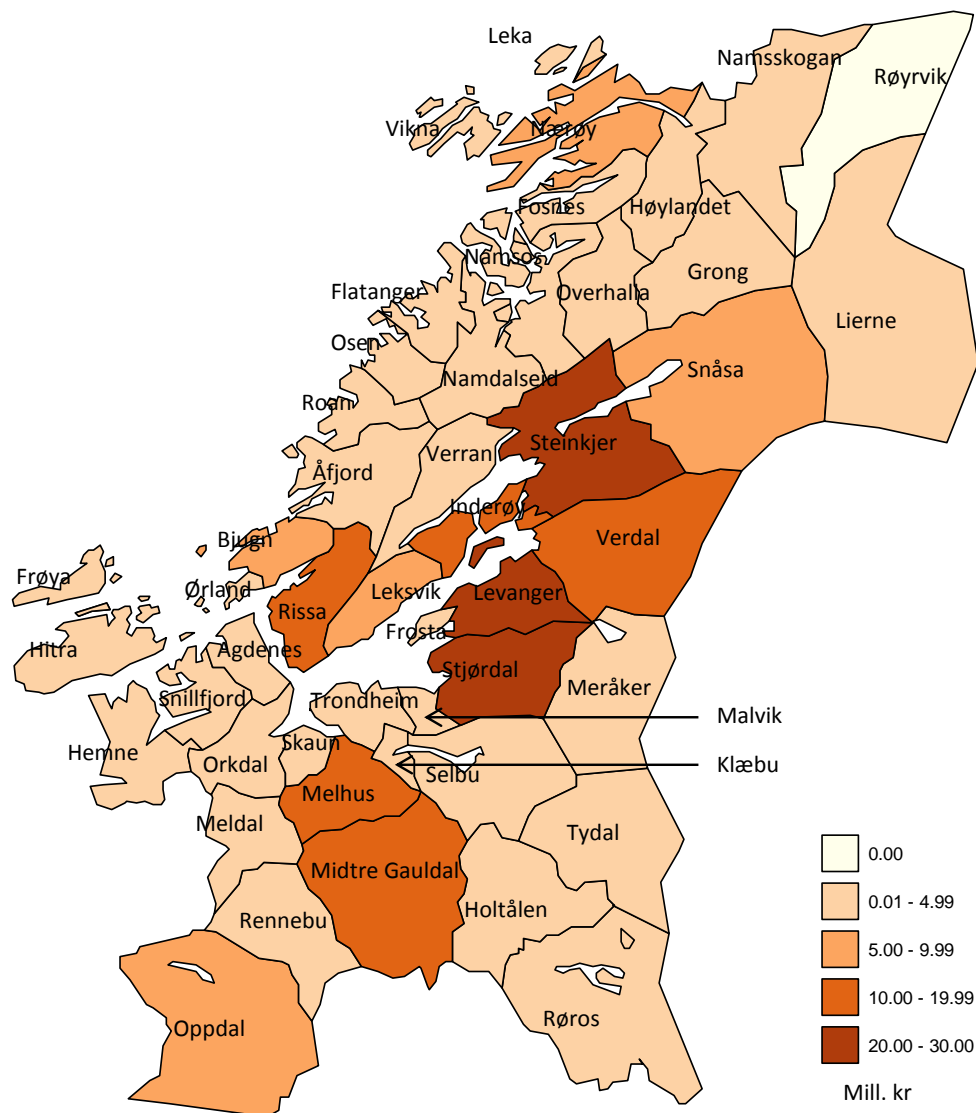 Leka
Namsskogan
Røyrvik
Vikna
Nærøy
Fosnes
Høylandet
Namsos
Grong
Flatanger
Overhalla
Lierne
Osen
Namdalseid
Snåsa
Roan
Steinkjer
Verran
Åfjord
Inderøy
Bjugn
Verdal
Frøya
Ørland
Leksvik
Levanger
Rissa
Frosta
Hitra
Agdenes
Stjørdal
Meråker
Snillfjord
Trondheim
Malvik
Hemne
Skaun
Orkdal
Klæbu
Selbu
Melhus
Meldal
Tydal
Midtre Gauldal
Holtålen
Rennebu
Oppdal
Røros
0.00
0.01 - 4.99
5.00 - 9.99
10.00 - 19.99
20.00 - 30.00
Mill. kr